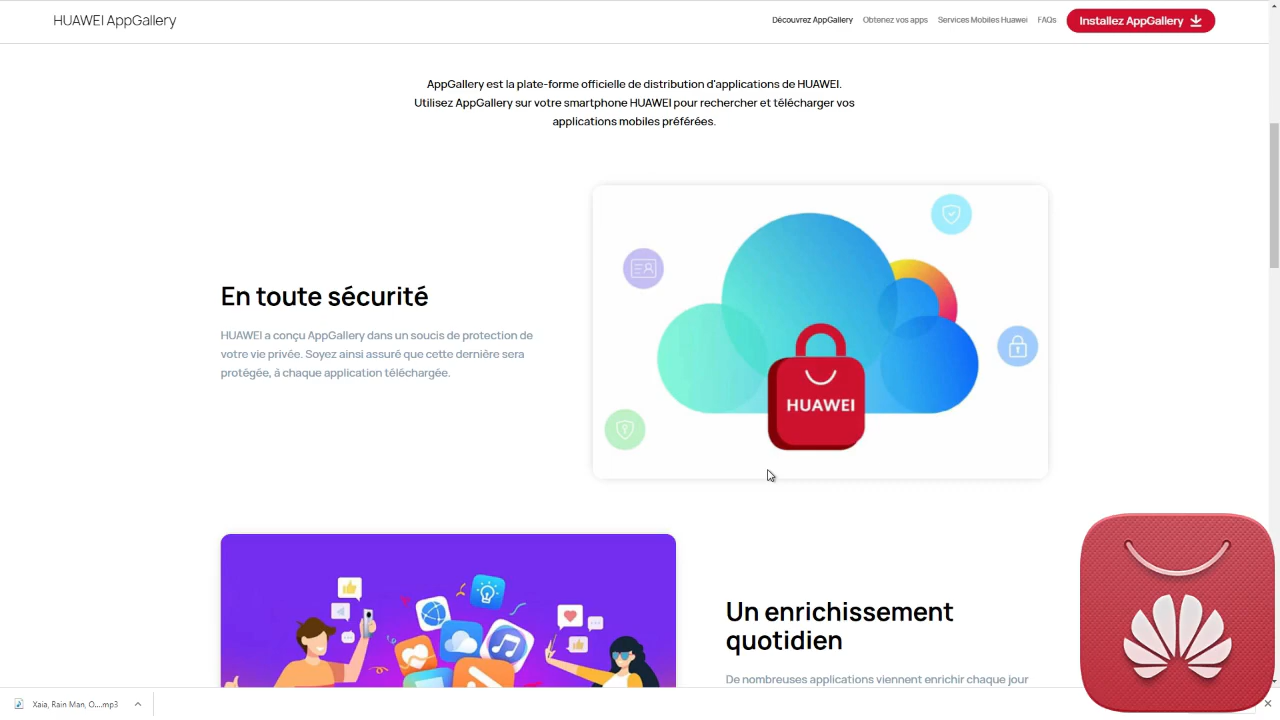 HUAWEI AppGallery
Découvrez AppGallery
Obtenez vos apps
Services Mobiles Huawei
FAQs
Installez AppGallery
AppGallery est la plate-forme officielle de distribution d'applications de HUAWEI.
Utilisez AppGallery sur votre smartphone HUAWEI pour rechercher et télécharger vos
applications mobiles préférées.
En toute sécurité
HUAWEI a conçu AppGallery dans un soucis de protection de
votre vie privée. Soyez ainsi assuré que cette dernière sera
protégée, à chaque application téléchargée.
HUAWEI
Un enrichissement
quotidien
De nombreuses applications viennent enrichir chaque jour
Xaia, Rain Man, O....mp3